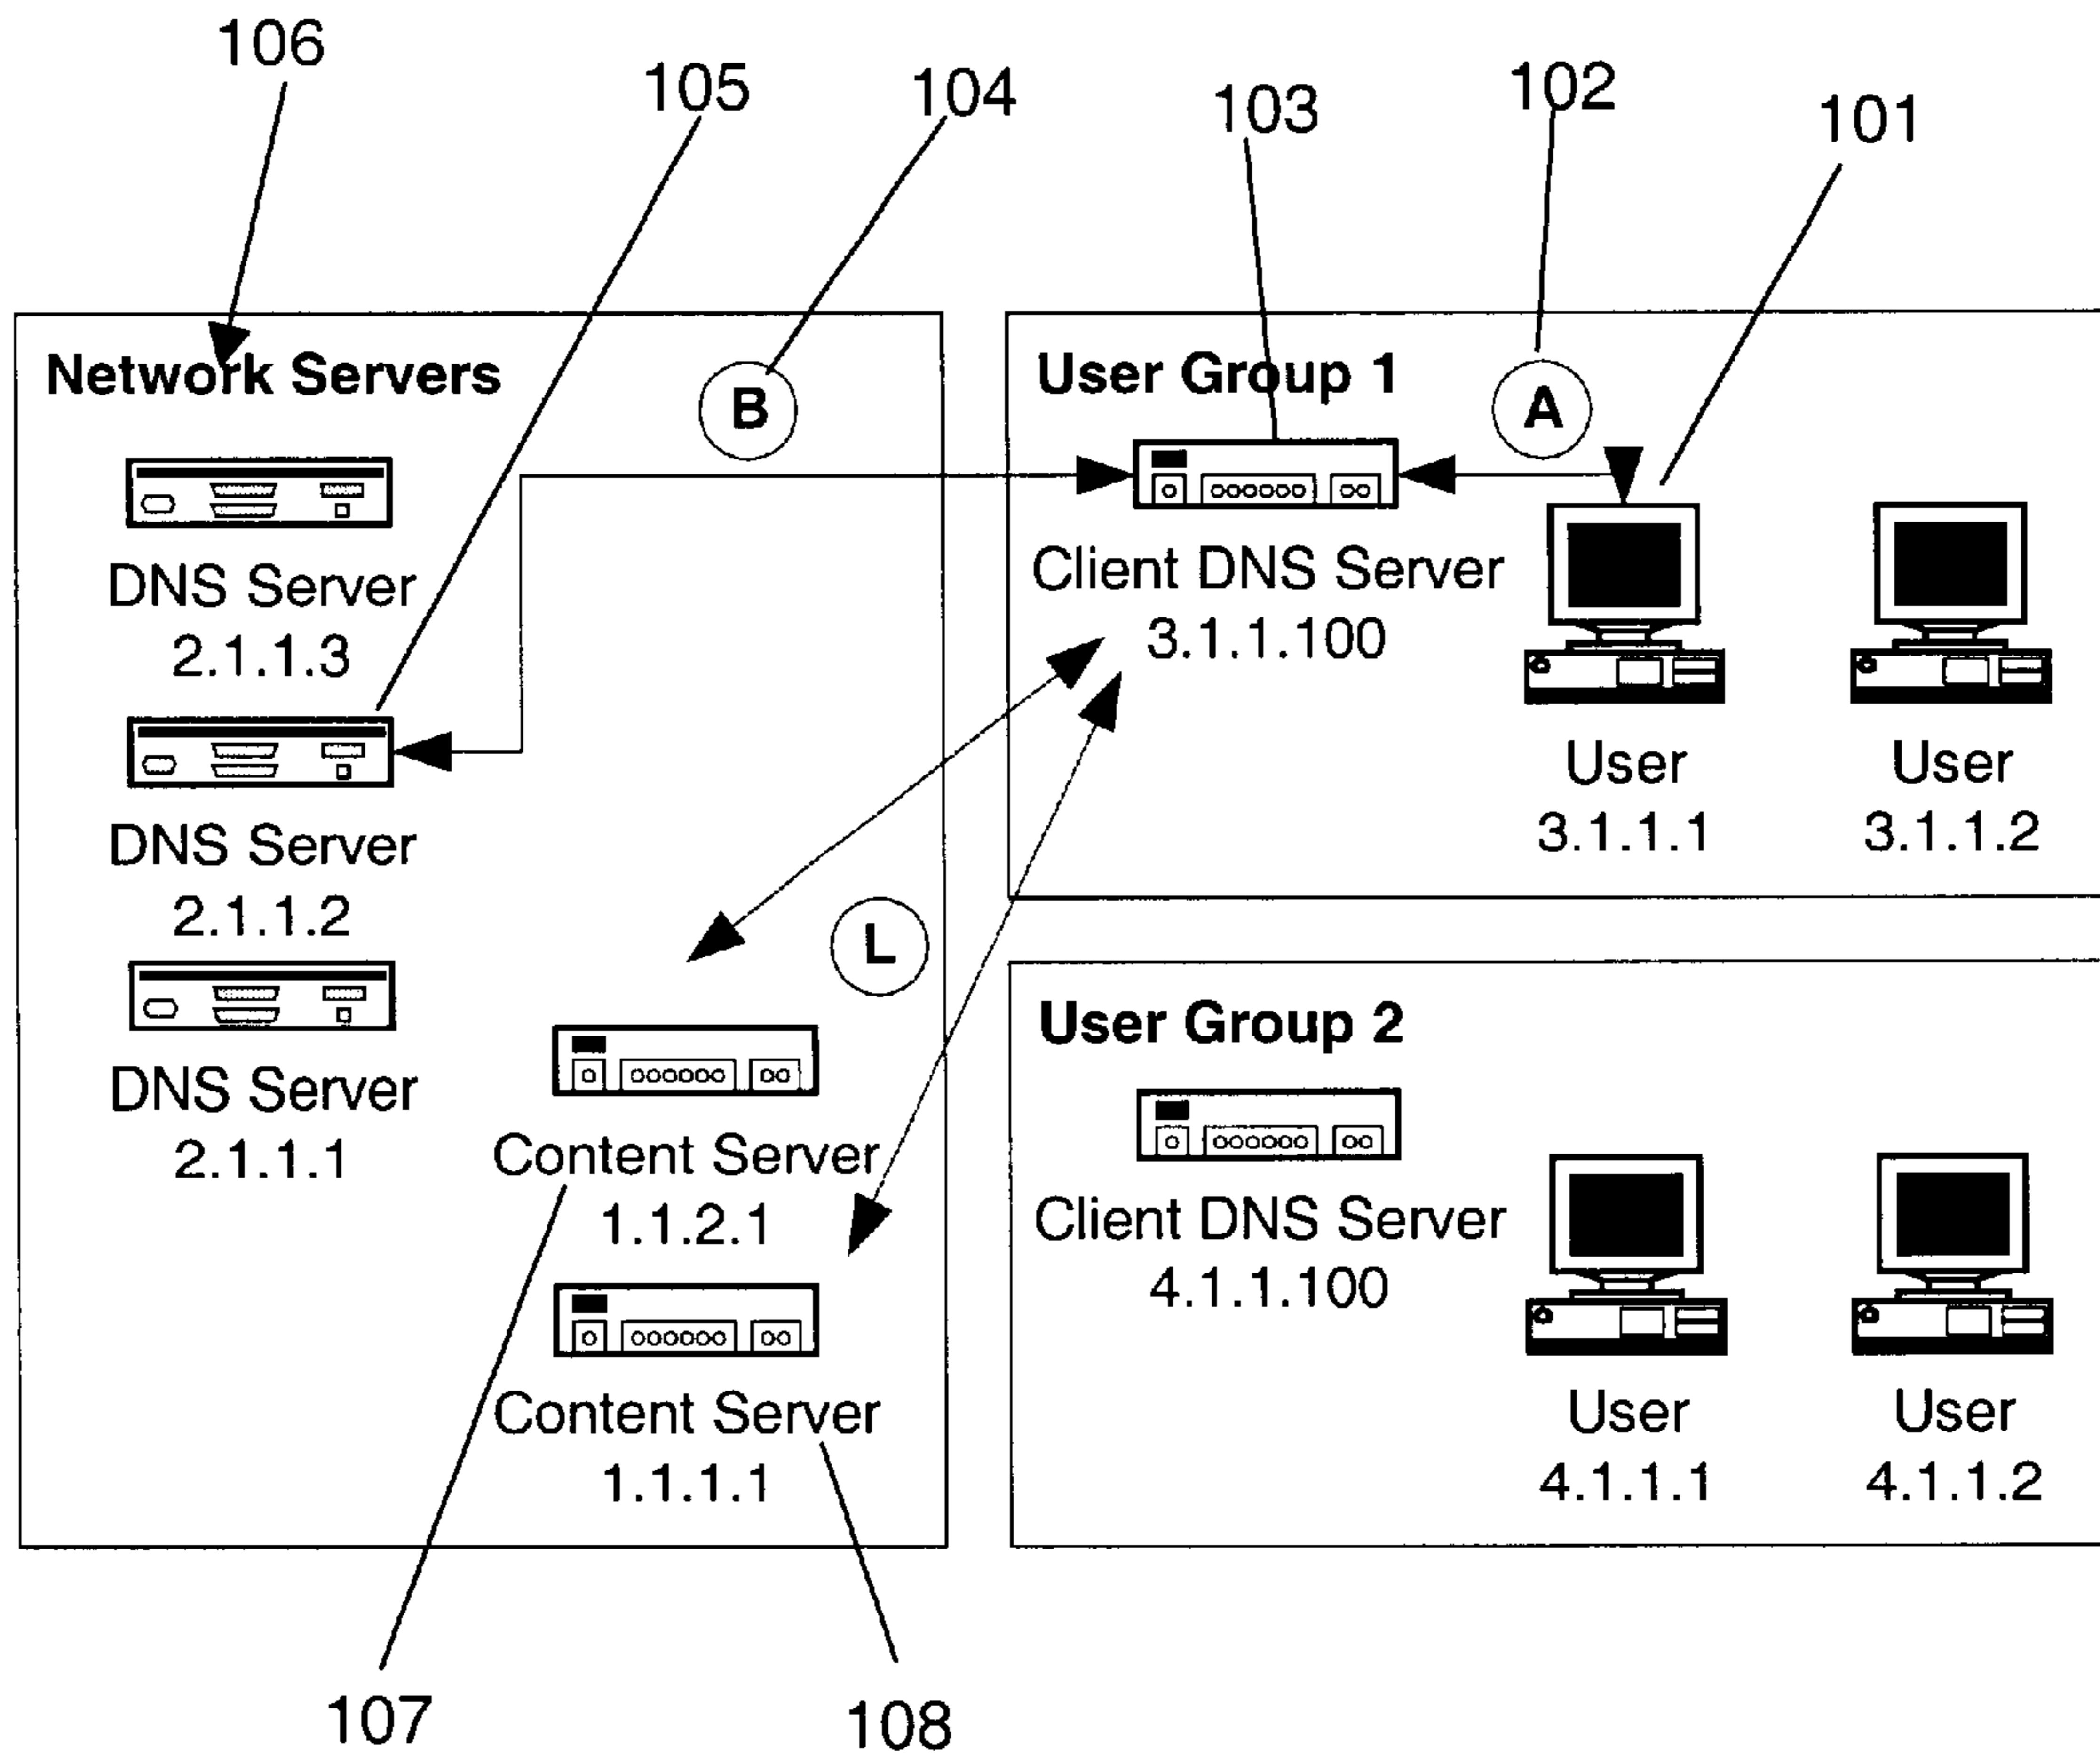 106
105
104
103
102
101
Network Servers
B
DNS Server
2.1.1.3
DNS Server
2.1.1.2
DNS Server
2.1.1.1
L
Content Server
1.1.2.1
Content Server
1.1.1.1
User Group 1
A
Client DNS Server
3.1.1.100
User
3.1.1.1
User
3.1.1.2
User Group 2
Client DNS Server
4.1.1.100
User
4.1.1.1
User
4.1.1.2
107
108